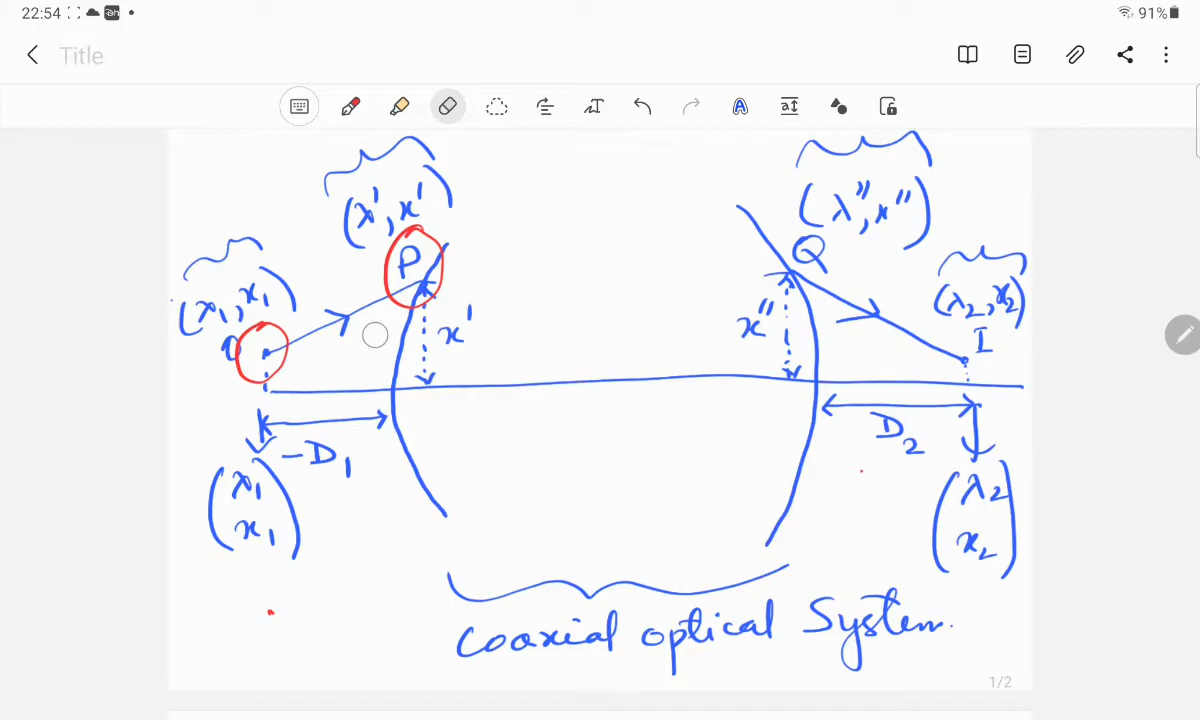 22:54
91%
Title
(λ', x')
(λ'', x'')
P
Q
(λ₁, x₁)
(λ₂, x₂)
x'
x''
I
-D₁
D₂
λ₁
x₁
λ₂
x₂
coaxial optical System.
1/2